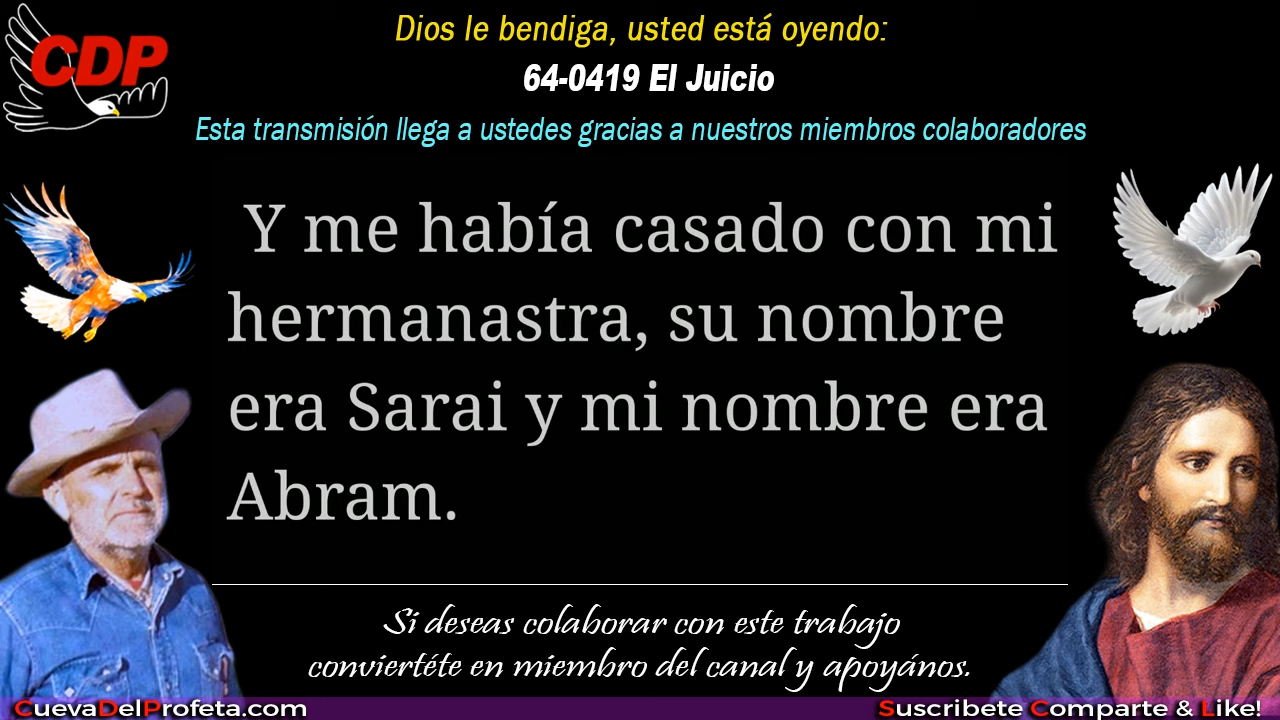 CDP
Dios le bendiga, usted está oyendo:
64-0419 El Juicio
Esta transmisión llega a ustedes gracias a nuestros miembros colaboradores
Y me había casado con mi
hermanastra, su nombre
era Sarai y mi nombre era
Abram.
Si deseas colaborar con este trabajo
conviertéte en miembro del canal y apoyános.
CuevaDelProfeta.com
Suscribete Comparte & Like!